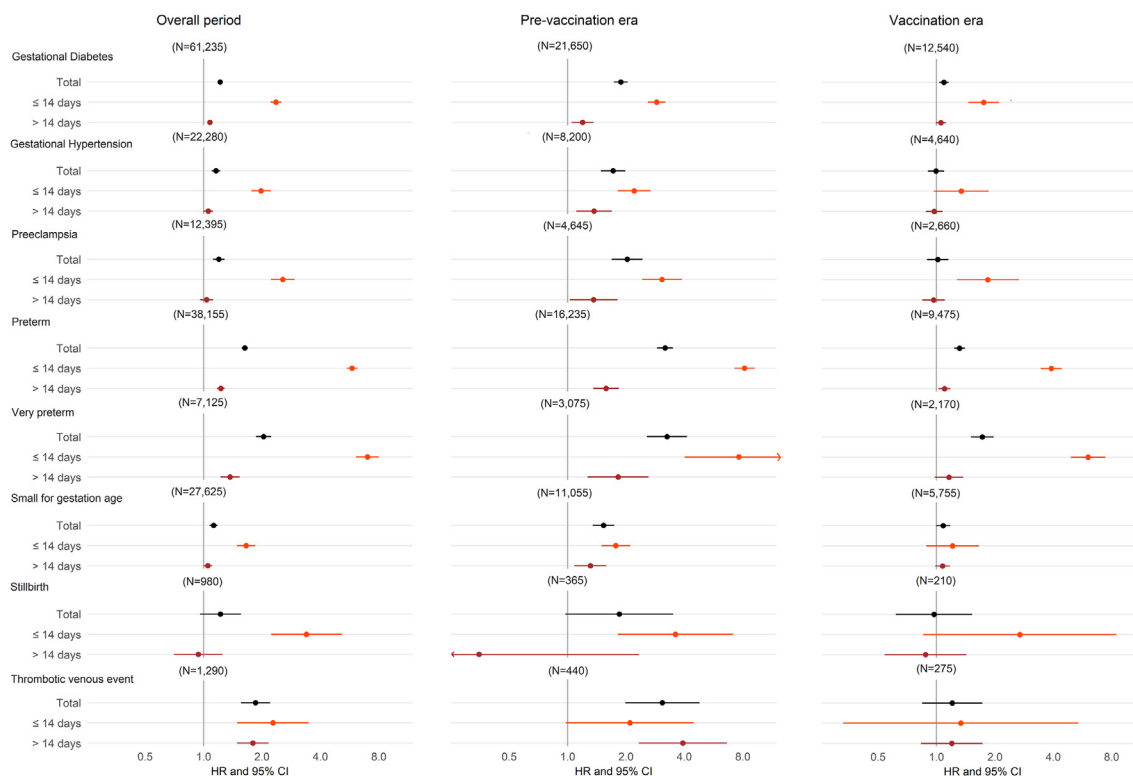 Overall period Pre-vaccination era Vaccination era
(N=61,235) (N=21,650) (N=12,540)
Gestational Diabetes
Total
≤ 14 days
> 14 days
(N=22,280) (N=8,200) (N=4,640)
Gestational Hypertension
Total
≤ 14 days
> 14 days
(N=12,395) (N=4,645) (N=2,660)
Preeclampsia
Total
≤ 14 days
> 14 days
(N=38,155) (N=16,235) (N=9,475)
Preterm
Total
≤ 14 days
> 14 days
(N=7,125) (N=3,075) (N=2,170)
Very preterm
Total
≤ 14 days
> 14 days
(N=27,625) (N=11,055) (N=5,755)
Small for gestation age
Total
≤ 14 days
> 14 days
(N=980) (N=365) (N=210)
Stillbirth
Total
≤ 14 days
> 14 days
(N=1,290) (N=440) (N=275)
Thrombotic venous event
Total
≤ 14 days
> 14 days
0.5 1.0 2.0 4.0 8.0 0.5 1.0 2.0 4.0 8.0 0.5 1.0 2.0 4.0 8.0
HR and 95% CI HR and 95% CI HR and 95% CI